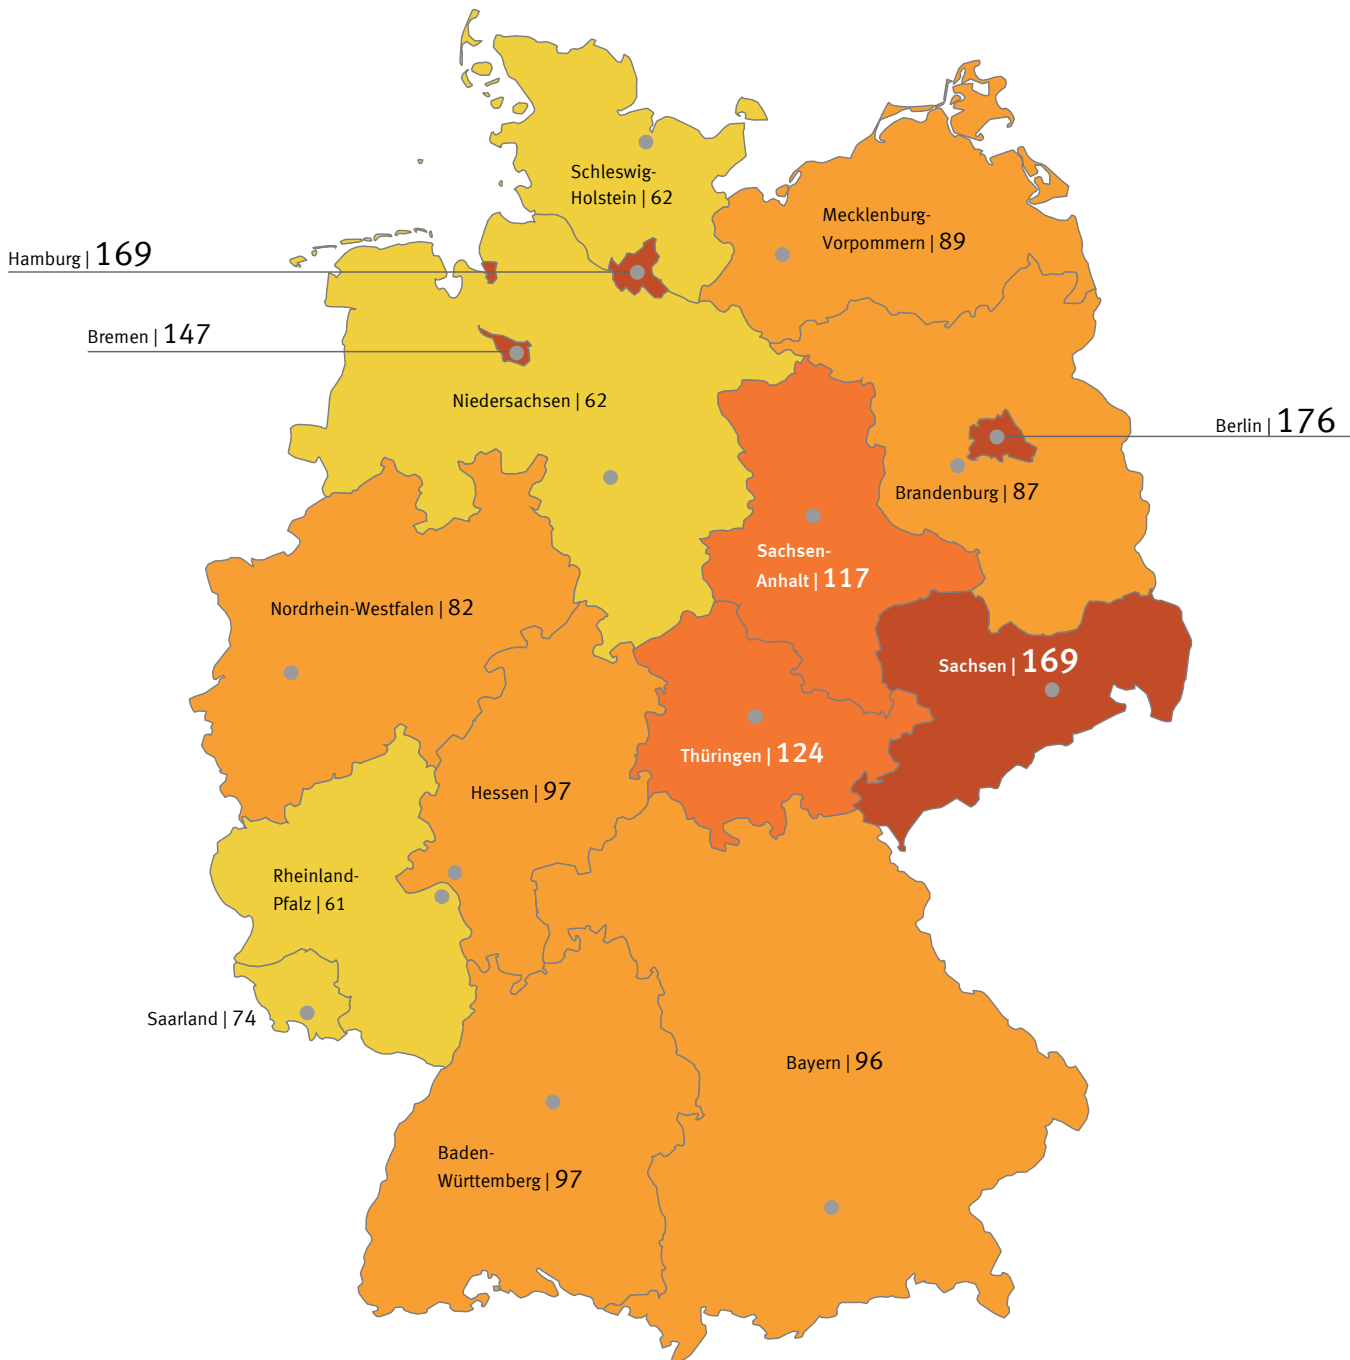 Schleswig-
Holstein | 62
Mecklenburg-
Vorpommern | 89
Hamburg | 169
Bremen | 147
Niedersachsen | 62
Berlin | 176
Brandenburg | 87
Sachsen-
Anhalt | 117
Nordrhein-Westfalen | 82
Sachsen | 169
Thüringen | 124
Hessen | 97
Rheinland-
Pfalz | 61
Saarland | 74
Bayern | 96
Baden-
Württemberg | 97